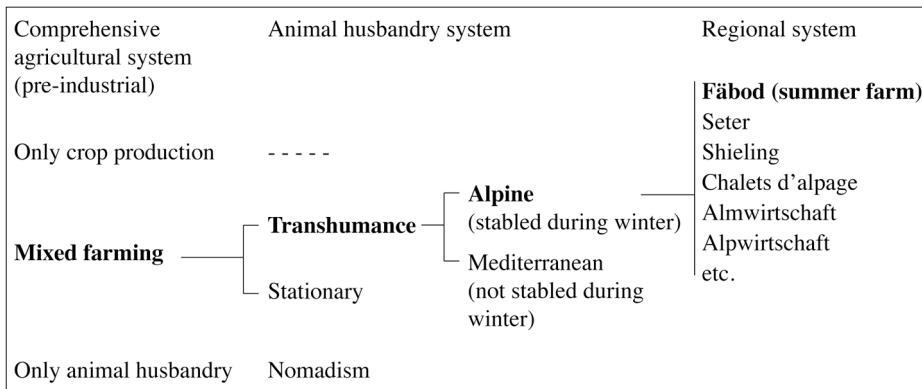 Comprehensive agricultural system (pre-industrial)
Animal husbandry system
Regional system
Only crop production
- - - - -
Mixed farming
Transhumance
Stationary
Alpine
(stabled during winter)
Mediterranean
(not stabled during
winter)
Fäbod (summer farm)
Seter
Shieling
Chalets d’alpage
Almwirtschaft
Alpwirtschaft
etc.
Only animal husbandry
Nomadism